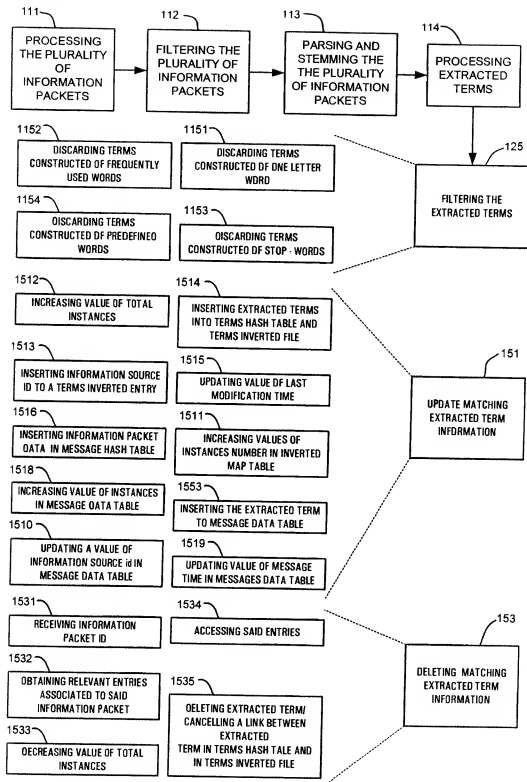 111
PROCESSING
THE PLURALITY
OF
INFORMATION
PACKETS
112
FILTERING THE
PLURALITY OF
INFORMATION
PACKETS
113
PARSING AND
STEMMING THE
THE PLURALITY
OF INFORMATION
PACKETS
114
PROCESSING
EXTRACTED
TERMS
1152
DISCARDING TERMS
CONSTRUCTED OF FREQUENTLY
USED WORDS
1151
DISCARDING TERMS
CONSTRUCTED OF ONE LETTER
WORD
125
FILTERING THE
EXTRACTED TERMS
1154
DISCARDING TERMS
CONSTRUCTED OF PREDEFINED
WORDS
1153
DISCARDING TERMS
CONSTRUCTED OF STOP - WORDS
1512
INCREASING VALUE OF TOTAL
INSTANCES
1514
INSERTING EXTRACTED TERMS
INTO TERMS HASH TABLE AND
TERMS INVERTED FILE
1513
INSERTING INFORMATION SOURCE
ID TO A TERMS INVERTED ENTRY
1515
UPDATING VALUE OF LAST
MODIFICATION TIME
151
UPDATE MATCHING
EXTRACTED TERM
INFORMATION
1516
INSERTING INFORMATION PACKET
DATA IN MESSAGE HASH TABLE
1511
INCREASING VALUES OF
INSTANCES NUMBER IN INVERTED
MAP TABLE
1518
INCREASING VALUE OF INSTANCES
IN MESSAGE DATA TABLE
1553
INSERTING THE EXTRACTED TERM
TO MESSAGE DATA TABLE
1510
UPDATING A VALUE OF
INFORMATION SOURCE id IN
MESSAGE DATA TABLE
1519
UPDATING VALUE OF MESSAGE
TIME IN MESSAGES DATA TABLE
1531
RECEIVING INFORMATION
PACKET ID
1534
ACCESSING SAID ENTRIES
153
DELETING MATCHING
EXTRACTED TERM
INFORMATION
1532
OBTAINING RELEVANT ENTRIES
ASSOCIATED TO SAID
INFORMATION PACKET
1535
DELETING EXTRACTED TERM/
CANCELLING A LINK BETWEEN
EXTRACTED
TERM IN TERMS HASH TALE AND
IN TERMS INVERTED FILE
1533
DECREASING VALUE OF TOTAL
INSTANCES